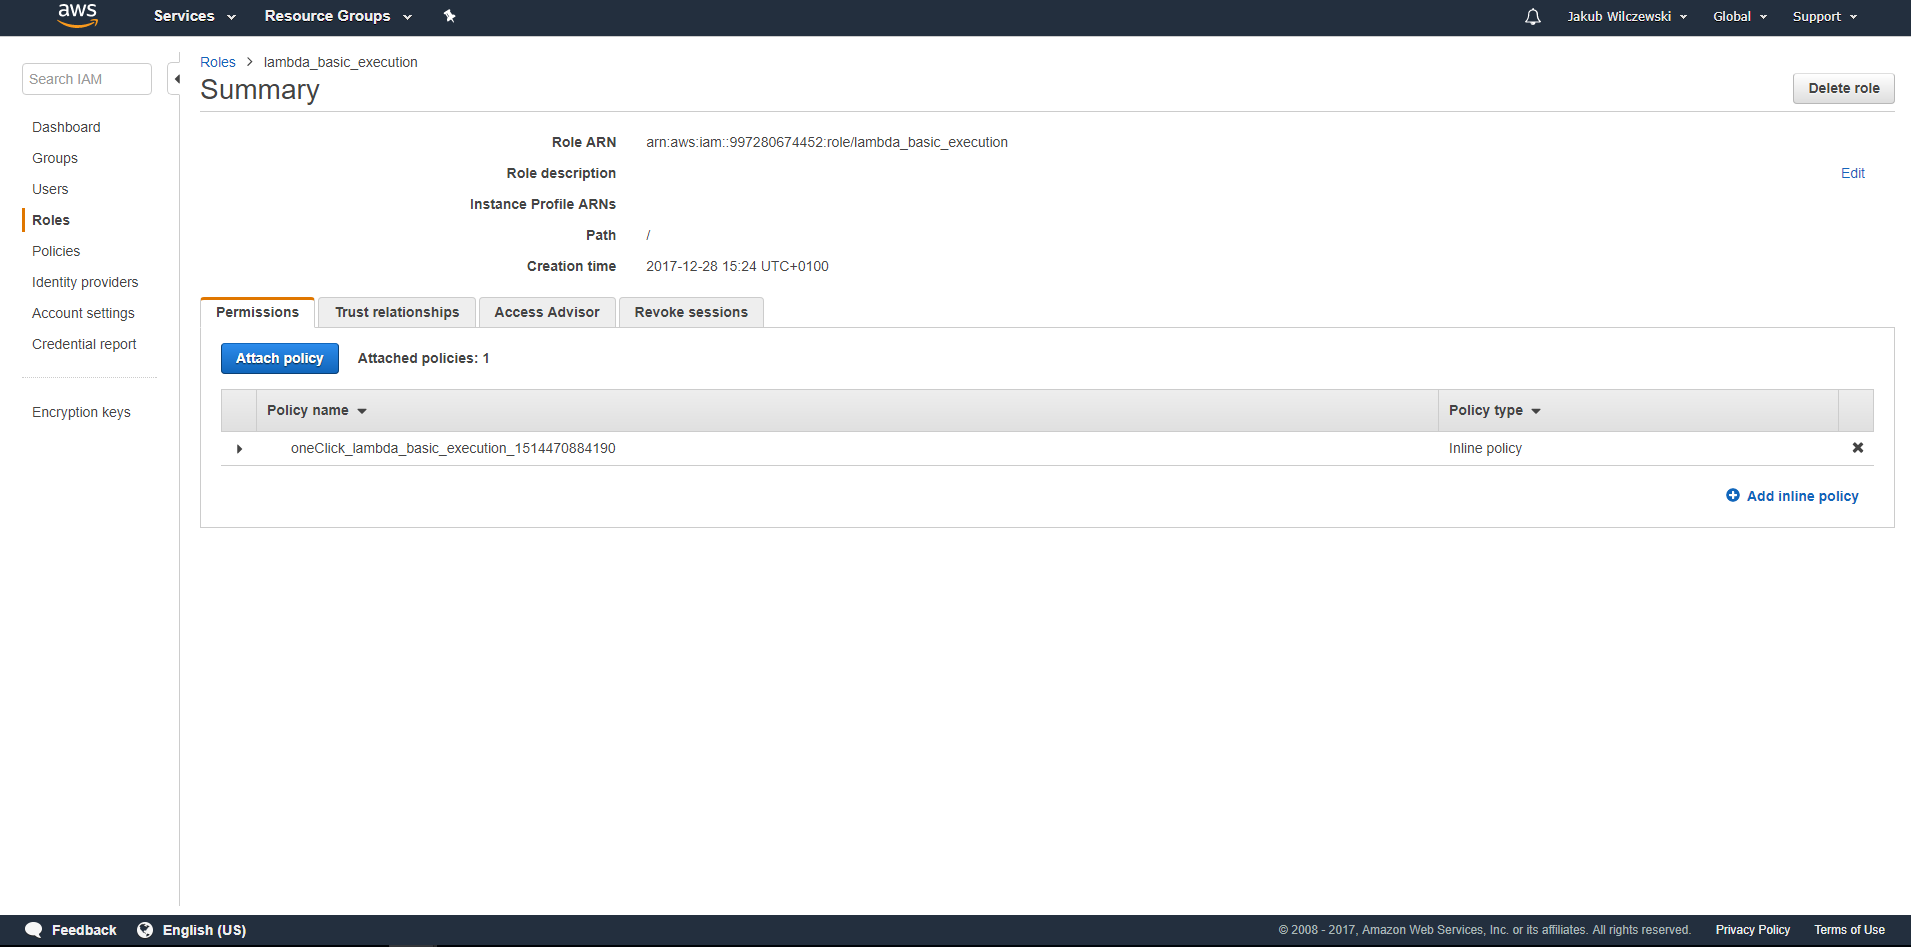 aws Services Resource Groups Jakub Wilczewski Global Support
Search IAM
Dashboard
Groups
Users
Roles
Policies
Identity providers
Account settings
Credential report
Encryption keys
Roles > lambda_basic_execution
Summary
Delete role
Role ARN arn:aws:iam::997280674452:role/lambda_basic_execution
Role description Edit
Instance Profile ARNs
Path /
Creation time 2017-12-28 15:24 UTC+0100
Permissions Trust relationships Access Advisor Revoke sessions
Attach policy Attached policies: 1
Policy name Policy type
oneClick_lambda_basic_execution_1514470884190 Inline policy
Add inline policy
Feedback English (US) © 2008 - 2017, Amazon Web Services, Inc. or its affiliates. All rights reserved. Privacy Policy Terms of Use